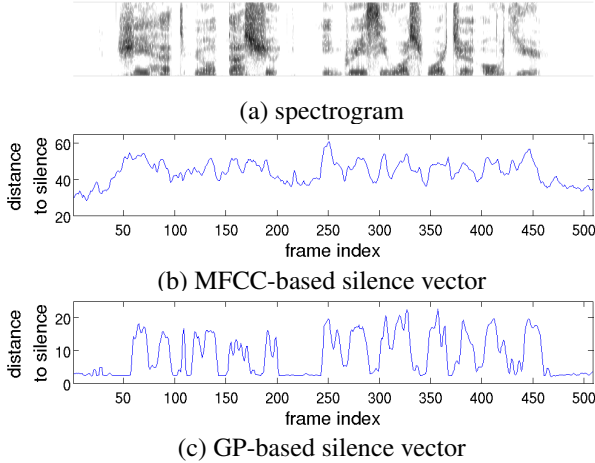 (a) spectrogram
distance
to silence
60
40
20
50 100 150 200 250 300 350 400 450 500
frame index
(b) MFCC-based silence vector
distance
to silence
20
10
0
50 100 150 200 250 300 350 400 450 500
frame index
(c) GP-based silence vector